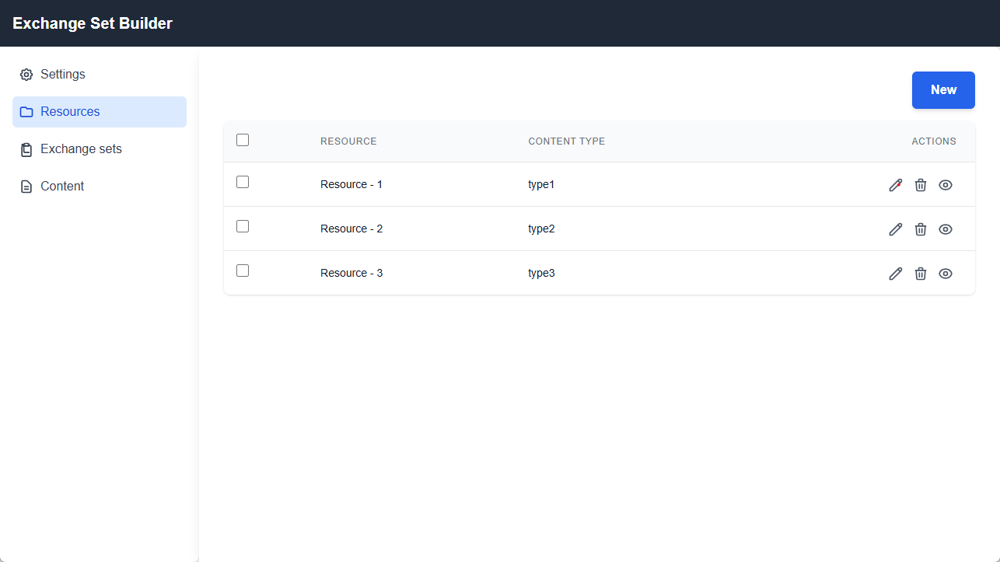 Exchange Set Builder
Settings
Resources
Exchange sets
Content
New
RESOURCE CONTENT TYPE ACTIONS
Resource - 1 type1
Resource - 2 type2
Resource - 3 type3